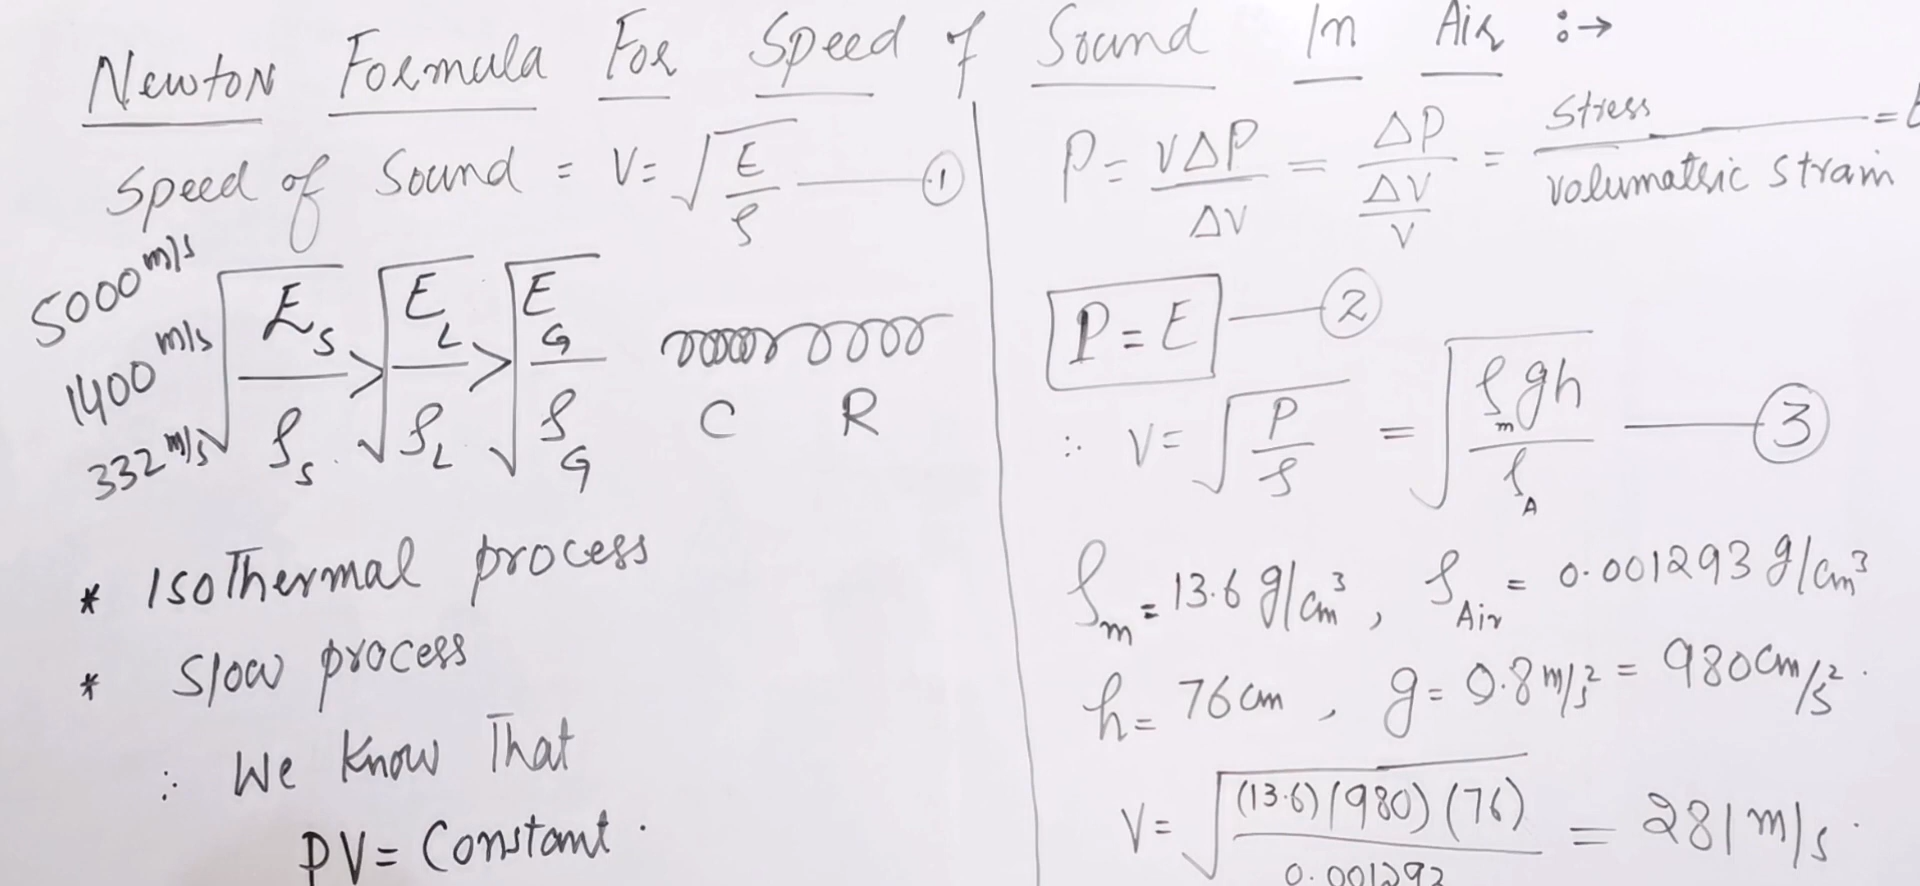 Newton Formula For Speed of Sound In Air :→
Speed of Sound = V = √(E/ρ) —— ①
5000 m/s
1400 m/s
332 m/s
√(E_S/ρ_S) > √(E_L/ρ_L) > √(E_G/ρ_G)
C R
* Isothermal process
* Slow process
∴ We Know That
PV = Constant.
P = VΔP/ΔV = ΔP/(ΔV/V) = Stress/volumatric strain =
P = E —— ②
∴ V = √(P/ρ) = √(ρ_m gh/ρ_A) —— ③
ρ_m = 13.6 g/cm³, ρ_Air = 0.001293 g/cm³
h = 76 cm, g = 9.8 m/s² = 980 cm/s².
V = √((13.6)(980)(76)/0.001293) = 281 m/s.